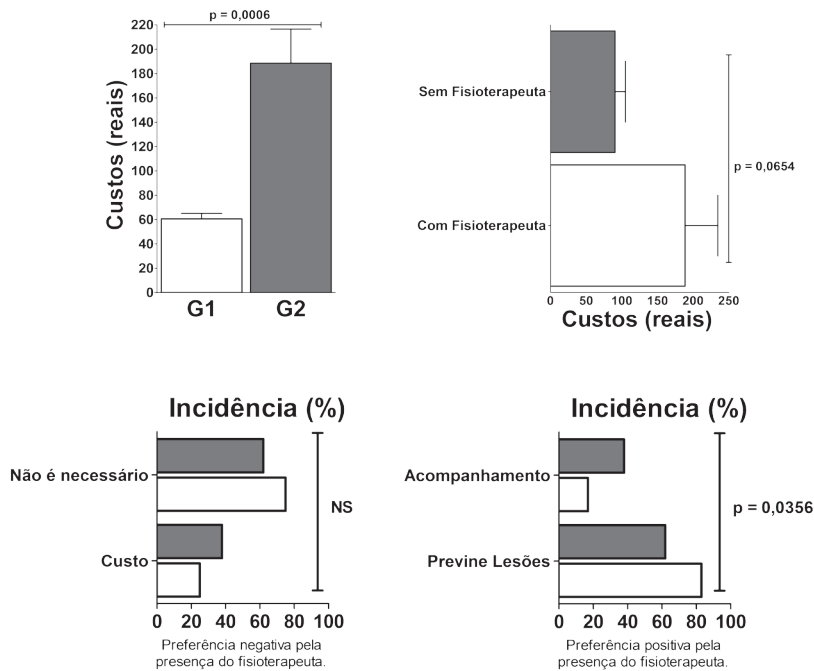 p = 0,0006
Custos (reais)
220
200
180
160
140
120
100
80
60
40
20
0
G1
G2
Sem Fisioterapeuta
Com Fisioterapeuta
p = 0,0654
0 50 100 150 200 250
Custos (reais)
Incidência (%)
0 20 40 60 80 100
Não é necessário
Custo
NS
Preferência negativa pela
presença do fisioterapeuta.
Incidência (%)
Acompanhamento
Previne Lesões
p = 0,0356
0 20 40 60 80 100
Preferência positiva pela
presença do fisioterapeuta.